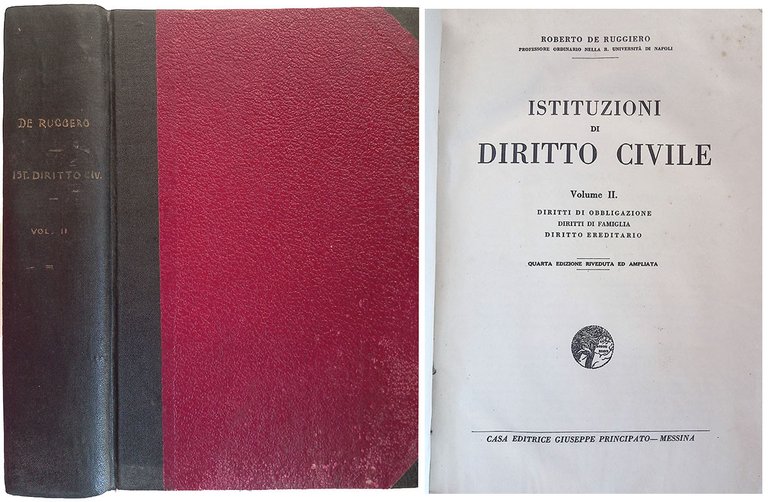 DE RUGGERO
IST. DIRITTO CIV.
VOL. II
ROBERTO DE RUGGIERO
PROFESSORE ORDINARIO NELLA R. UNIVERSITÀ DI NAPOLI
ISTITUZIONI
DI
DIRITTO CIVILE
Volume II.
DIRITTI DI OBBLIGAZIONE
DIRITTI DI FAMIGLIA
DIRITTO EREDITARIO
QUARTA EDIZIONE RIVEDUTA ED AMPLIATA
CASA EDITRICE GIUSEPPE PRINCIPATO—MESSINA